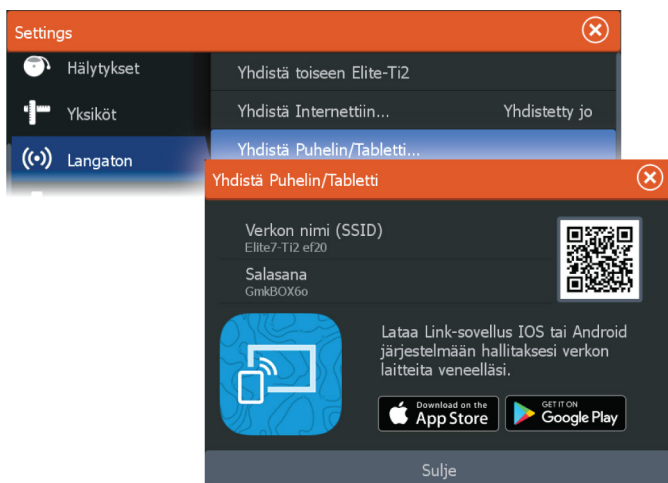 Settings
Hälytykset
Yhdistä toiseen Elite-Ti2
Yksiköt
Yhdistä Internettiin... Yhdistetty jo
Langaton
Yhdistä Puhelin/Tabletti...
Yhdistä Puhelin/Tabletti
Verkon nimi (SSID)
Elite7-Ti2 ef20
Salasana
GmkBOX6o
Lataa Link-sovellus IOS tai Android
järjestelmään hallitaksesi verkon
laitteita veneelläsi.
Download on the
App Store
GET IT ON
Google Play
Sulje